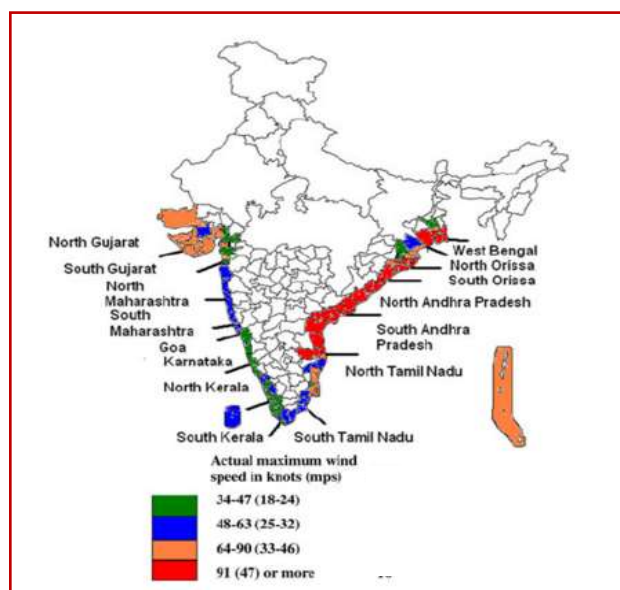 North Gujarat
South Gujarat
North
Maharashtra
South
Maharashtra
Goa
Karnataka
North Kerala
South Kerala
South Tamil Nadu
West Bengal
North Orissa
South Orissa
North Andhra Pradesh
South Andhra
Pradesh
North Tamil Nadu
Actual maximum wind
speed in knots (mps)
34-47 (18-24)
48-63 (25-32)
64-90 (33-46)
91 (47) or more